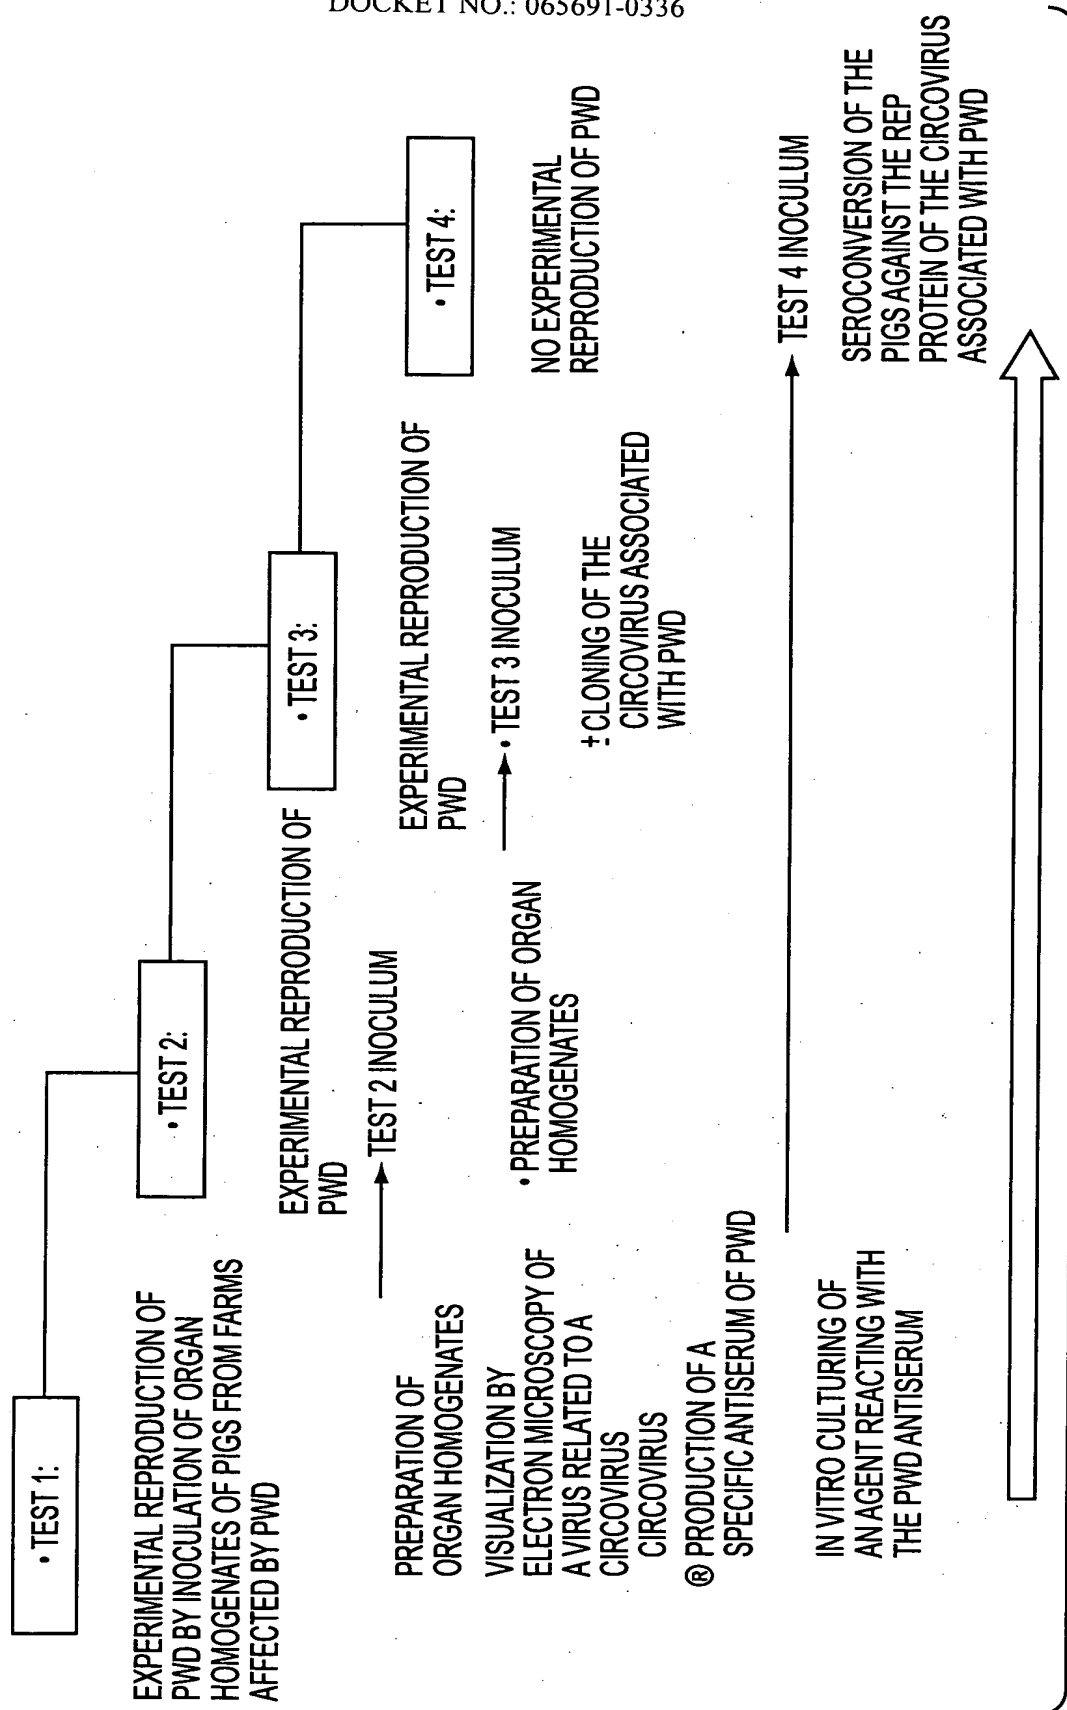 DOCKET NO.: 065691-0336
• TEST 1:
EXPERIMENTAL REPRODUCTION OF
PWD BY INOCULATION OF ORGAN
HOMOGENATES OF PIGS FROM FARMS
AFFECTED BY PWD
PREPARATION OF
ORGAN HOMOGENATES
VISUALIZATION BY
ELECTRON MICROSCOPY OF
A VIRUS RELATED TO A
CIRCOVIRUS
CIRCOVIRUS
® PRODUCTION OF A
SPECIFIC ANTISERUM OF PWD
IN VITRO CULTURING OF
AN AGENT REACTING WITH
THE PWD ANTISERUM
• TEST 2:
EXPERIMENTAL REPRODUCTION OF
PWD
TEST 2 INOCULUM
• PREPARATION OF ORGAN
HOMOGENATES
• TEST 3:
EXPERIMENTAL REPRODUCTION OF
PWD
• TEST 3 INOCULUM
± CLONING OF THE
CIRCOVIRUS ASSOCIATED
WITH PWD
• TEST 4:
NO EXPERIMENTAL
REPRODUCTION OF PWD
TEST 4 INOCULUM
SEROCONVERSION OF THE
PIGS AGAINST THE REP
PROTEIN OF THE CIRCOVIRUS
ASSOCIATED WITH PWD